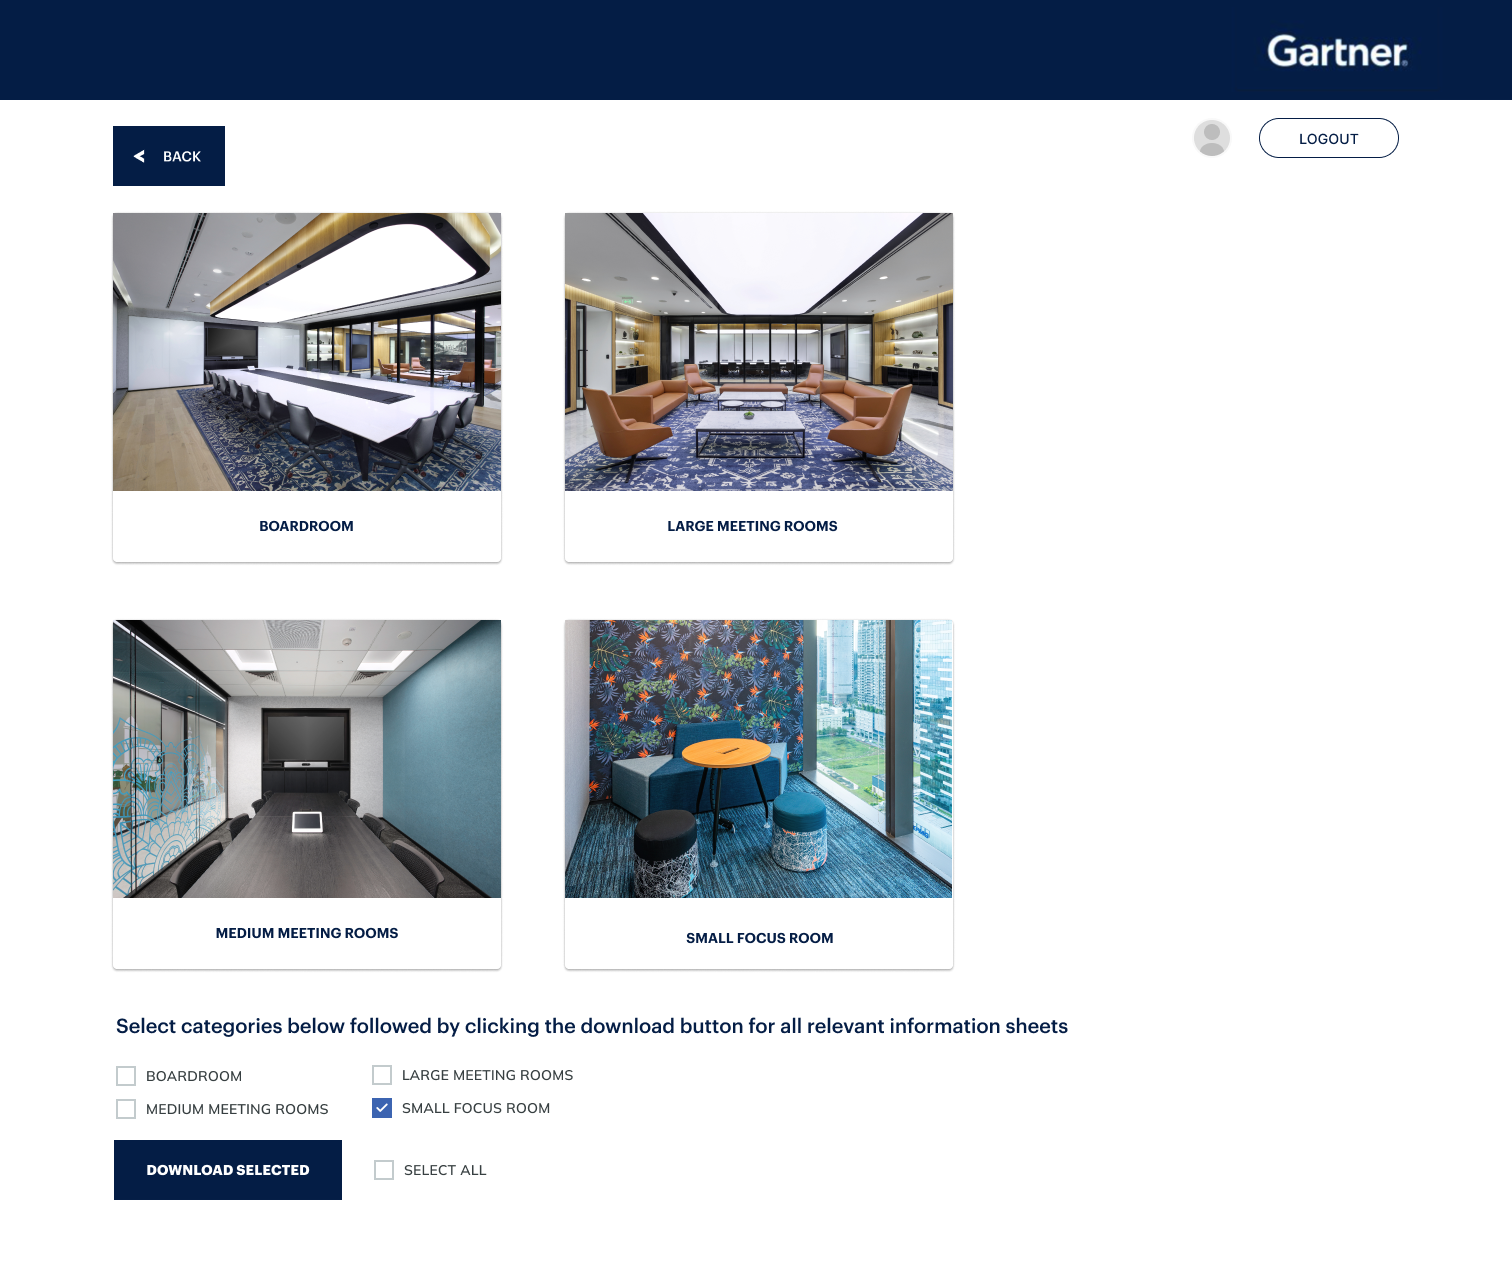 Gartner
< BACK
LOGOUT
BOARDROOM
LARGE MEETING ROOMS
MEDIUM MEETING ROOMS
SMALL FOCUS ROOM
Select categories below followed by clicking the download button for all relevant information sheets
BOARDROOM
LARGE MEETING ROOMS
MEDIUM MEETING ROOMS
SMALL FOCUS ROOM
DOWNLOAD SELECTED
SELECT ALL